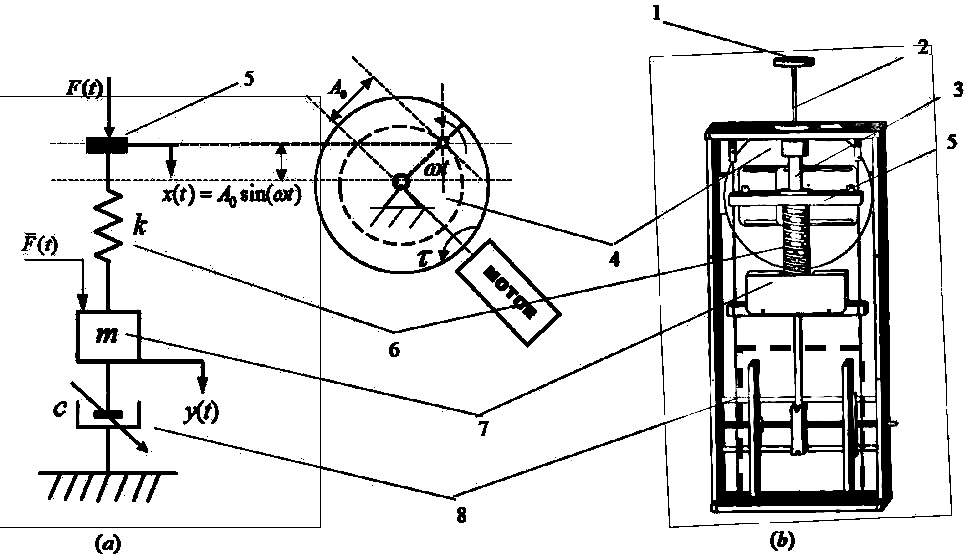 1
2
F(t)
5
A₀
3
5
ωt
x(t) = A₀ sin(ωt)
k
F̅(t)
τ
4
MOTOR
m
6
c
y(t)
7
8
(a)
(b)